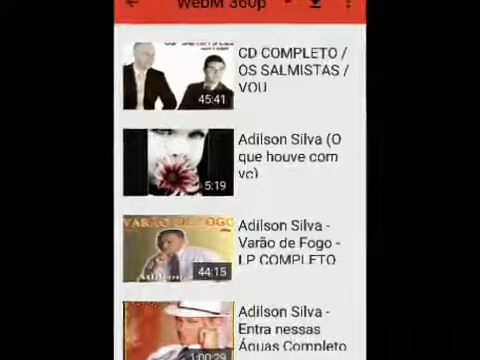 WebM 360p
CD COMPLETO /
OS SALMISTAS /
VOU
45:41
Adilson Silva (O
que houve com
vc)
5:19
VARÃO DE FOGO
Adilson Silva -
Varão de Fogo -
LP COMPLETO
44:15
Adilson Silva -
Entra nessas
Águas Completo
1:00:29